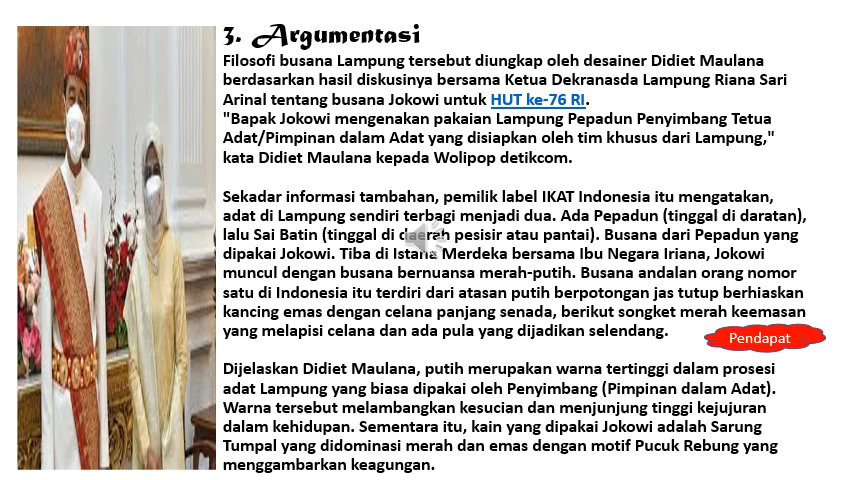 3. Argumentasi
Filosofi busana Lampung tersebut diungkap oleh desainer Didiet Maulana
berdasarkan hasil diskusinya bersama Ketua Dekranasda Lampung Riana Sari
Arinal tentang busana Jokowi untuk HUT ke-76 RI.
"Bapak Jokowi mengenakan pakaian Lampung Pepadun Penyimbang Tetua
Adat/Pimpinan dalam Adat yang disiapkan oleh tim khusus dari Lampung,"
kata Didiet Maulana kepada Wolipop detikcom.
Sekadar informasi tambahan, pemilik label IKAT Indonesia itu mengatakan,
adat di Lampung sendiri terbagi menjadi dua. Ada Pepadun (tinggal di daratan),
lalu Sai Batin (tinggal di daerah pesisir atau pantai). Busana dari Pepadun yang
dipakai Jokowi. Tiba di Istana Merdeka bersama Ibu Negara Iriana, Jokowi
muncul dengan busana bernuansa merah-putih. Busana andalan orang nomor
satu di Indonesia itu terdiri dari atasan putih berpotongan jas tutup berhiaskan
kancing emas dengan celana panjang senada, berikut songket merah keemasan
yang melapisi celana dan ada pula yang dijadikan selendang.
Pendapat
Dijelaskan Didiet Maulana, putih merupakan warna tertinggi dalam prosesi
adat Lampung yang biasa dipakai oleh Penyimbang (Pimpinan dalam Adat).
Warna tersebut melambangkan kesucian dan menjunjung tinggi kejujuran
dalam kehidupan. Sementara itu, kain yang dipakai Jokowi adalah Sarung
Tumpal yang didominasi merah dan emas dengan motif Pucuk Rebung yang
menggambarkan keagungan.